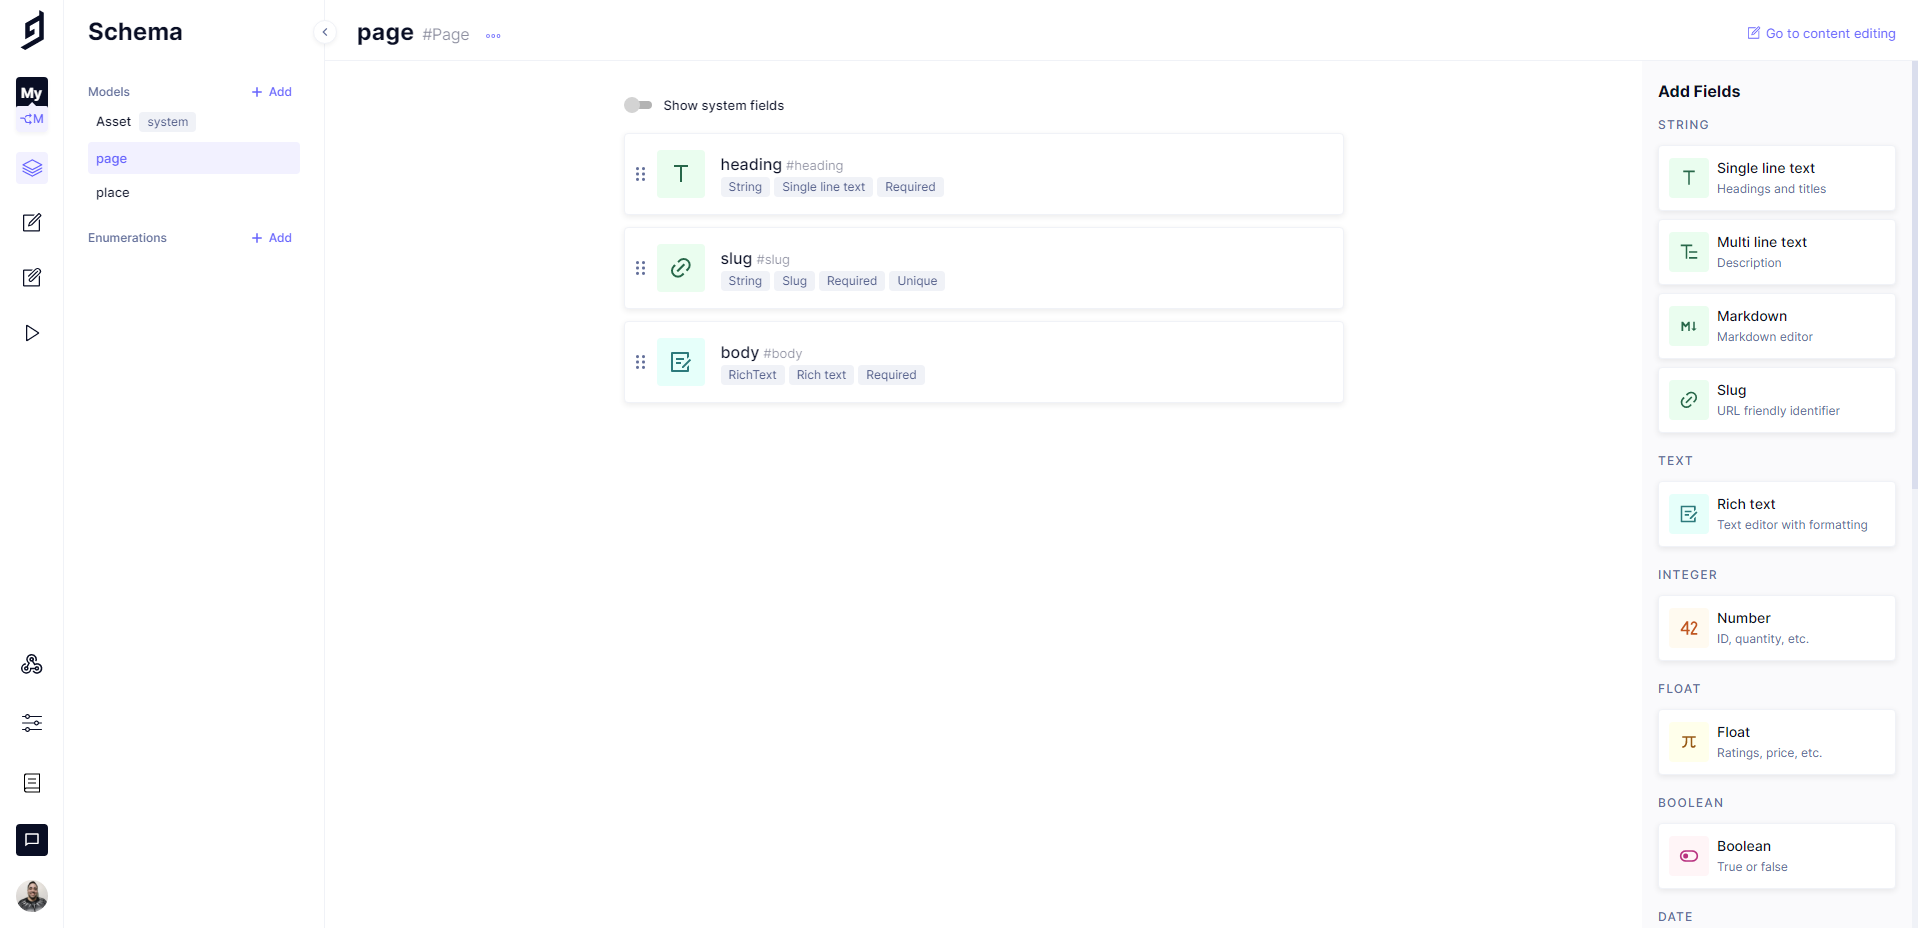 My
M
Schema
Models
+ Add
Asset system
page
place
Enumerations
+ Add
page #Page
Go to content editing
Show system fields
heading #heading
String Single line text Required
slug #slug
String Slug Required Unique
body #body
RichText Rich text Required
Add Fields
STRING
Single line text
Headings and titles
Multi line text
Description
Markdown
Markdown editor
Slug
URL friendly identifier
TEXT
Rich text
Text editor with formatting
INTEGER
42
Number
ID, quantity, etc.
FLOAT
π
Float
Ratings, price, etc.
BOOLEAN
Boolean
True or false
DATE